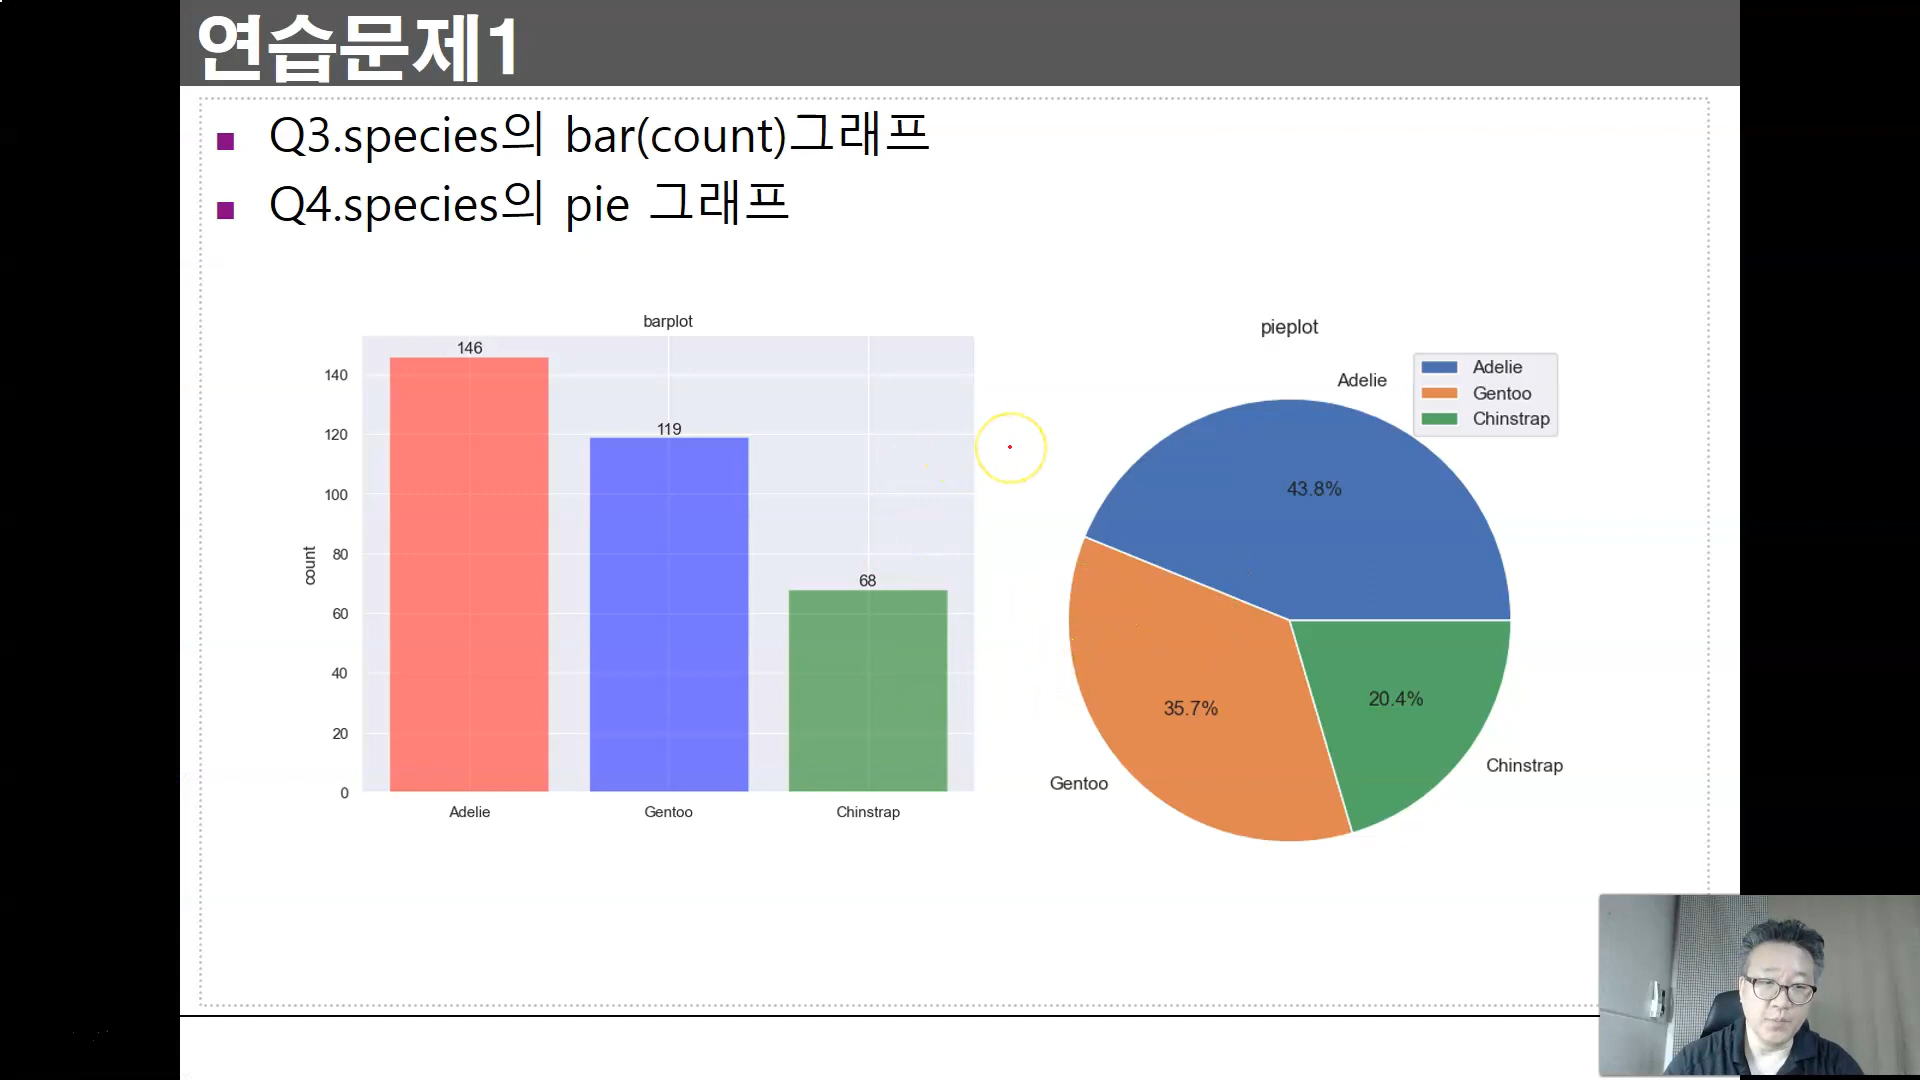 연습문제1
Q3.species의 bar(count)그래프
Q4.species의 pie 그래프
barplot
146
119
68
140
120
100
80
60
40
20
0
count
Adelie Gentoo Chinstrap
pieplot
Adelie
Adelie
Gentoo
Chinstrap
43.8%
35.7%
20.4%
Gentoo
Chinstrap